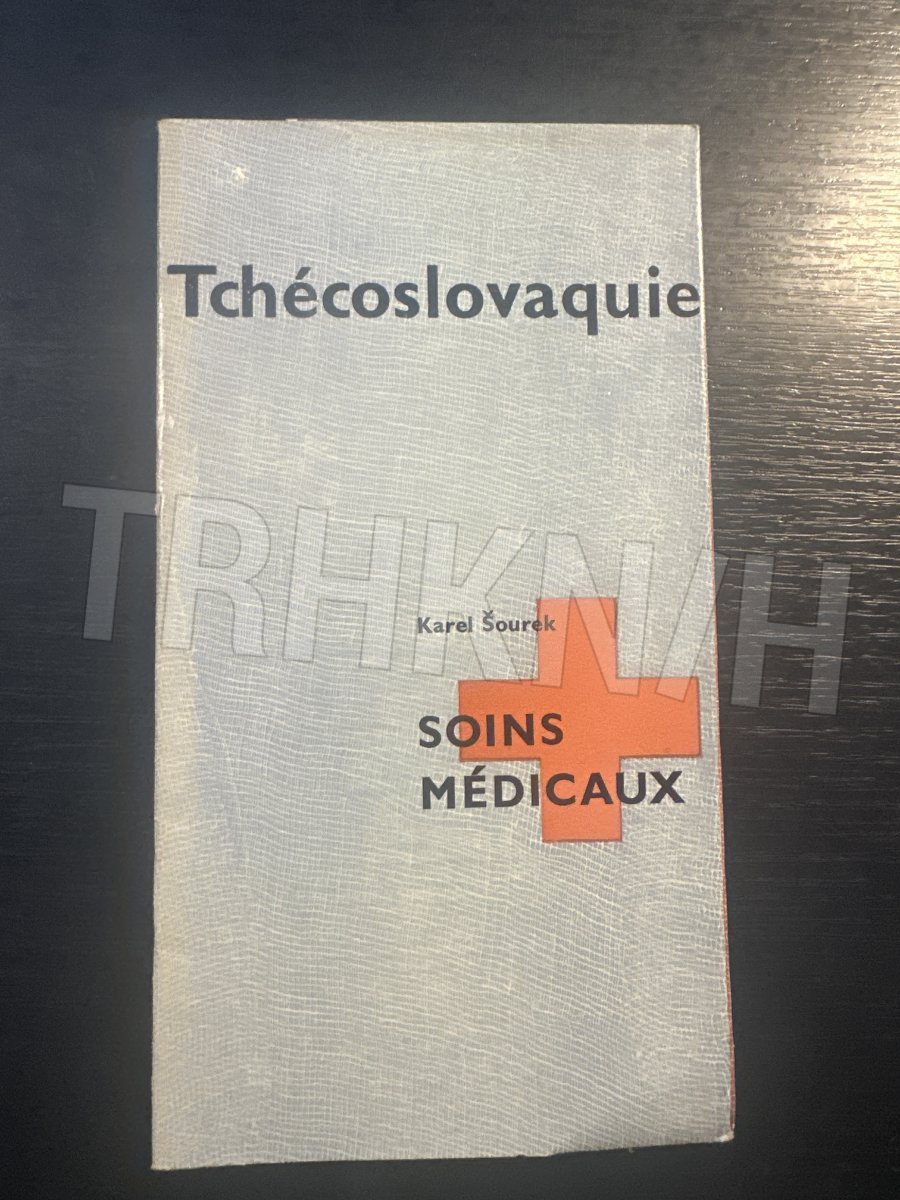 Tchécoslovaquie
TRHKNIH
Karel Šourek
SOINS
MÉDICAUX